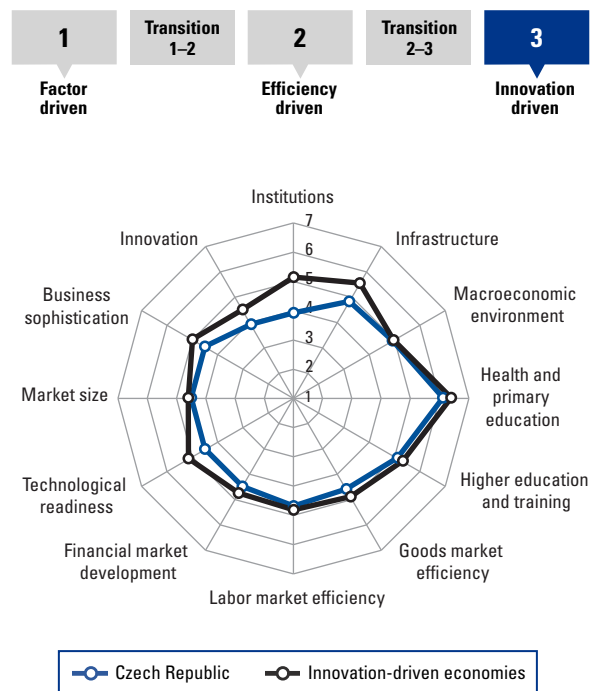 1
Transition
1–2
2
Transition
2–3
3
Factor
driven
Efficiency
driven
Innovation
driven
Institutions
7
Innovation
Infrastructure
6
5
Business
sophistication
Macroeconomic
environment
4
3
2
Market size
1
Health and
primary
education
Technological
readiness
Higher education
and training
Financial market
development
Goods market
efficiency
Labor market efficiency
Czech Republic
Innovation-driven economies